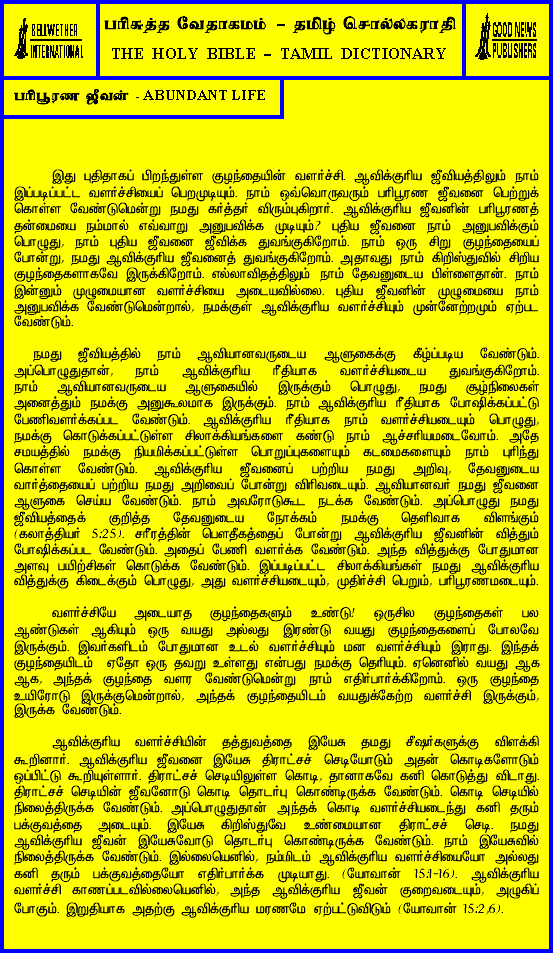 BELLWETHER
INTERNATIONAL
பரிசுத்த வேதாகமம் – தமிழ் சொல்லகராதி
THE HOLY BIBLE – TAMIL DICTIONARY
GOOD NEWS
PUBLISHERS
பரிபூரண ஜீவன் - ABUNDANT LIFE
இது புதிதாகப் பிறந்துள்ள குழந்தையின் வளர்ச்சி. ஆவிக்குரிய ஜீவியத்திலும் நாம்
இப்படிப்பட்ட வளர்ச்சியைப் பெறமுடியும். நாம் ஒவ்வொருவரும் பரிபூரண ஜீவனை பெற்றுக்
கொள்ள வேண்டுமென்று நமது கர்த்தர் விரும்புகிறார். ஆவிக்குரிய ஜீவனின் பரிபூரணத்
தன்மையை நம்மால் எவ்வாறு அனுபவிக்க முடியும்? புதிய ஜீவனை நாம் அனுபவிக்கும்
பொழுது, நாம் புதிய ஜீவனை ஜீவிக்க துவங்குகிறோம். நாம் ஒரு சிறு குழந்தையைப்
போன்று, நமது ஆவிக்குரிய ஜீவனைத் துவங்குகிறோம். அதாவது நாம் கிறிஸ்துவில் சிறிய
குழந்தைகளாகவே இருக்கிறோம். எல்லாவிதத்திலும் நாம் தேவனுடைய பிள்ளைதான். நாம்
இன்னும் முழுமையான வளர்ச்சியை அடையவில்லை. புதிய ஜீவனின் முழுமையை நாம்
அனுபவிக்க வேண்டுமென்றால், நமக்குள் ஆவிக்குரிய வளர்ச்சியும் முன்னேற்றமும் ஏற்பட
வேண்டும்.
நமது ஜீவியத்தில் நாம் ஆவியானவருடைய ஆளுகைக்கு கீழ்ப்படிய வேண்டும்.
அப்பொழுதுதான், நாம் ஆவிக்குரிய ரீதியாக வளர்ச்சியடைய துவங்குகிறோம்.
நாம் ஆவியானவருடைய ஆளுகையில் இருக்கும் பொழுது, நமது சூழ்நிலைகள்
அனைத்தும் நமக்கு அனுகூலமாக இருக்கும். நாம் ஆவிக்குரிய ரீதியாக போஷிக்கப்பட்டு
பேணிவளர்க்கப்பட வேண்டும். ஆவிக்குரிய ரீதியாக நாம் வளர்ச்சியடையும் பொழுது,
நமக்கு கொடுக்கப்பட்டுள்ள சிலாக்கியங்களை கண்டு நாம் ஆச்சரியமடைவோம். அதே
சமயத்தில் நமக்கு நியமிக்கப்பட்டுள்ள பொறுப்புகளையும் கடமைகளையும் நாம் புரிந்து
கொள்ள வேண்டும். ஆவிக்குரிய ஜீவனைப் பற்றிய நமது அறிவு, தேவனுடைய
வார்த்தையைப் பற்றிய நமது அறிவைப் போன்று விரிவடையும். ஆவியானவர் நமது ஜீவனை
ஆளுகை செய்ய வேண்டும். நாம் அவரோடுகூட நடக்க வேண்டும். அப்பொழுது நமது
ஜீவியத்தைக் குறித்த தேவனுடைய நோக்கம் நமக்கு தெளிவாக விளங்கும்
(கலாத்தியர் 5:25). சரீரத்தின் பௌதீகத்தைப் போன்று ஆவிக்குரிய ஜீவனின் வித்தும்
போஷிக்கப்பட வேண்டும். அதைப் பேணி வளர்க்க வேண்டும். அந்த வித்துக்கு போதுமான
அளவு பயிற்சிகள் கொடுக்க வேண்டும். இப்படிப்பட்ட சிலாக்கியங்கள் நமது ஆவிக்குரிய
வித்துக்கு கிடைக்கும் பொழுது, அது வளர்ச்சியடையும், முதிர்ச்சி பெறும், பரிபூரணமடையும்.
வளர்ச்சியே அடையாத குழந்தைகளும் உண்டு! ஒருசில குழந்தைகள் பல
ஆண்டுகள் ஆகியும் ஒரு வயது அல்லது இரண்டு வயது குழந்தைகளைப் போலவே
இருக்கும். இவர்களிடம் போதுமான உடல் வளர்ச்சியும் மன வளர்ச்சியும் இராது. இந்தக்
குழந்தையிடம் ஏதோ ஒரு தவறு உள்ளது என்பது நமக்கு தெரியும். ஏனெனில் வயது ஆக
ஆக, அந்தக் குழந்தை வளர வேண்டுமென்று நாம் எதிர்பார்க்கிறோம். ஒரு குழந்தை
உயிரோடு இருக்குமென்றால், அந்தக் குழந்தையிடம் வயதுக்கேற்ற வளர்ச்சி இருக்கும்,
இருக்க வேண்டும்.
ஆவிக்குரிய வளர்ச்சியின் தத்துவத்தை இயேசு தமது சீஷர்களுக்கு விளக்கி
கூறினார். ஆவிக்குரிய ஜீவனை இயேசு திராட்சச் செடியோடும் அதன் கொடிகளோடும்
ஒப்பிட்டு கூறியுள்ளார். திராட்சச் செடியிலுள்ள கொடி, தானாகவே கனி கொடுத்து விடாது.
திராட்சச் செடியின் ஜீவனோடு கொடி தொடர்பு கொண்டிருக்க வேண்டும். கொடி செடியில்
நிலைத்திருக்க வேண்டும். அப்பொழுதுதான் அந்தக் கொடி வளர்ச்சியடைந்து கனி தரும்
பக்குவத்தை அடையும். இயேசு கிறிஸ்துவே உண்மையான திராட்சச் செடி. நமது
ஆவிக்குரிய ஜீவன் இயேசுவோடு தொடர்பு கொண்டிருக்க வேண்டும். நாம் இயேசுவில்
நிலைத்திருக்க வேண்டும். இல்லையெனில், நம்மிடம் ஆவிக்குரிய வளர்ச்சியையோ அல்லது
கனி தரும் பக்குவத்தையோ எதிர்பார்க்க முடியாது. (யோவான் 15:1-16). ஆவிக்குரிய
வளர்ச்சி காணப்படவில்லையெனில், அந்த ஆவிக்குரிய ஜீவன் குறைவடையும், அழுகிப்
போகும். இறுதியாக அதற்கு ஆவிக்குரிய மரணமே ஏற்பட்டுவிடும் (யோவான் 15:2,6).